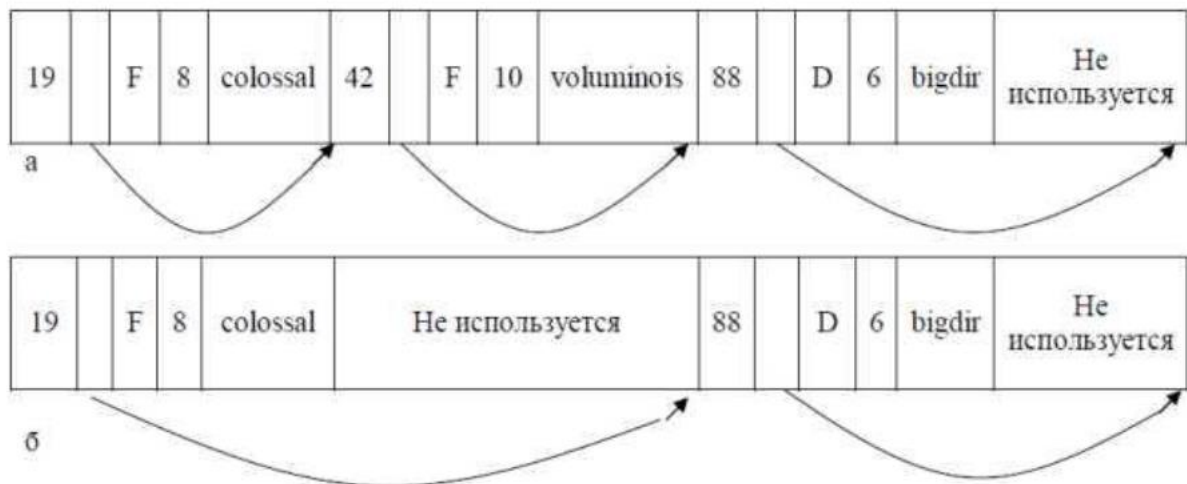 19 F 8 colossal 42 F 10 voluminois 88 D 6 bigdir Не
используется
а
19 F 8 colossal Не используется 88 D 6 bigdir Не
используется
б